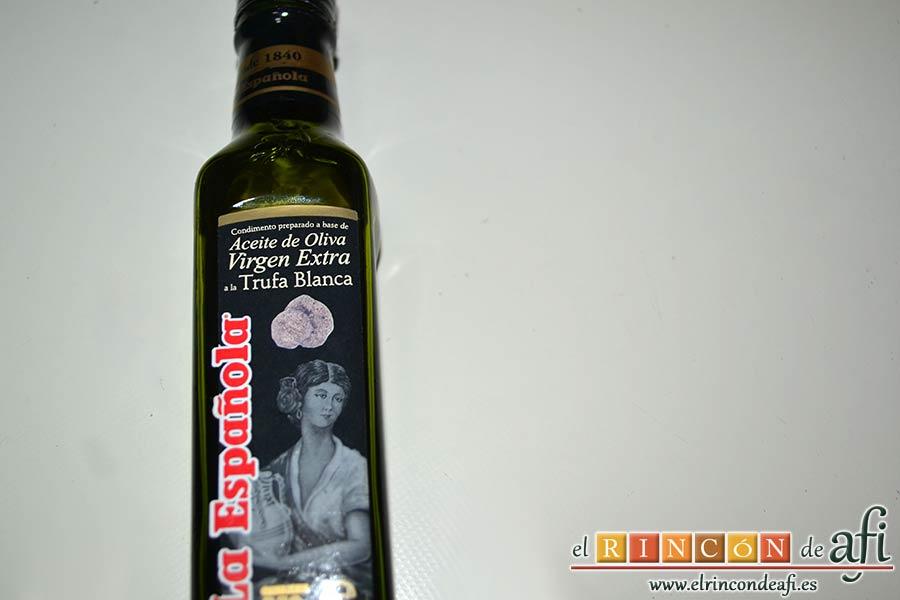 de 1840
Española
Condimento preparado a base de
Aceite de Oliva
Virgen Extra
a la Trufa Blanca
La Española
el RINCÓN de afi
www.elrincondeafi.es